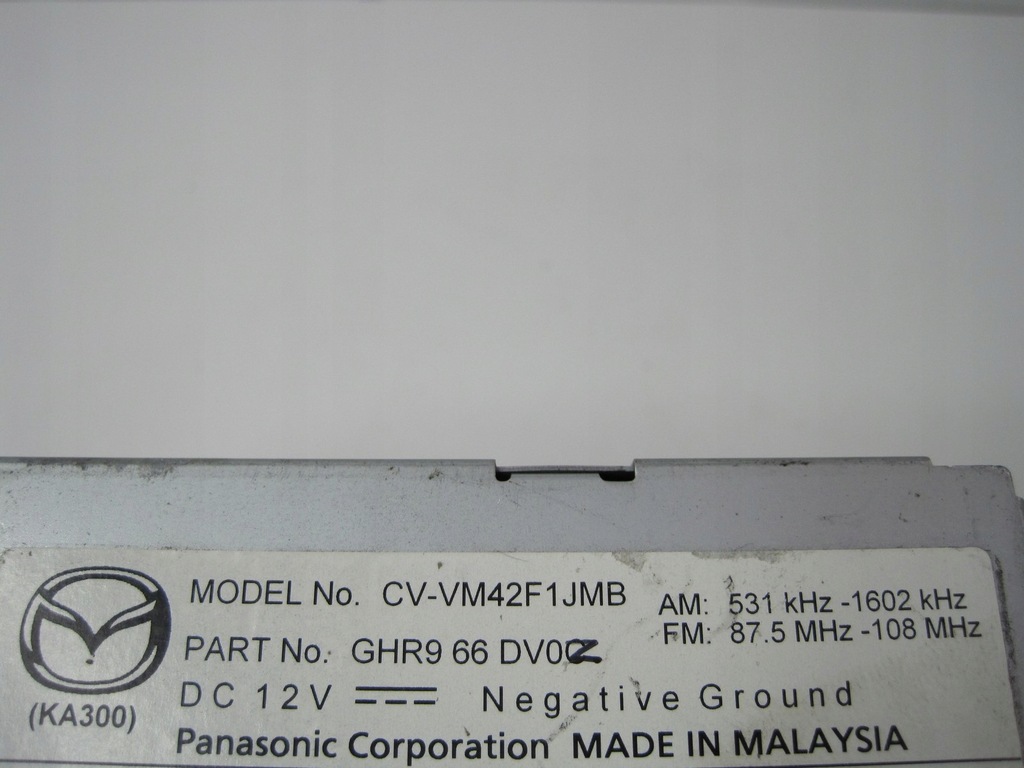 MODEL No. CV-VM42F1JMB
AM: 531 kHz -1602 kHz
FM: 87.5 MHz -108 MHz
PART No. GHR9 66 DV0
DC 12V Negative Ground
(KA300)
Panasonic Corporation MADE IN MALAYSIA